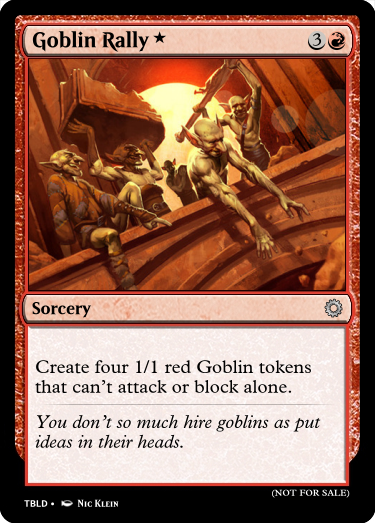 Goblin Rally ★
3
Sorcery
Create four 1/1 red Goblin tokens
that can't attack or block alone.
You don't so much hire goblins as put
ideas in their heads.
(NOT FOR SALE)
TBLD • Nic Klein